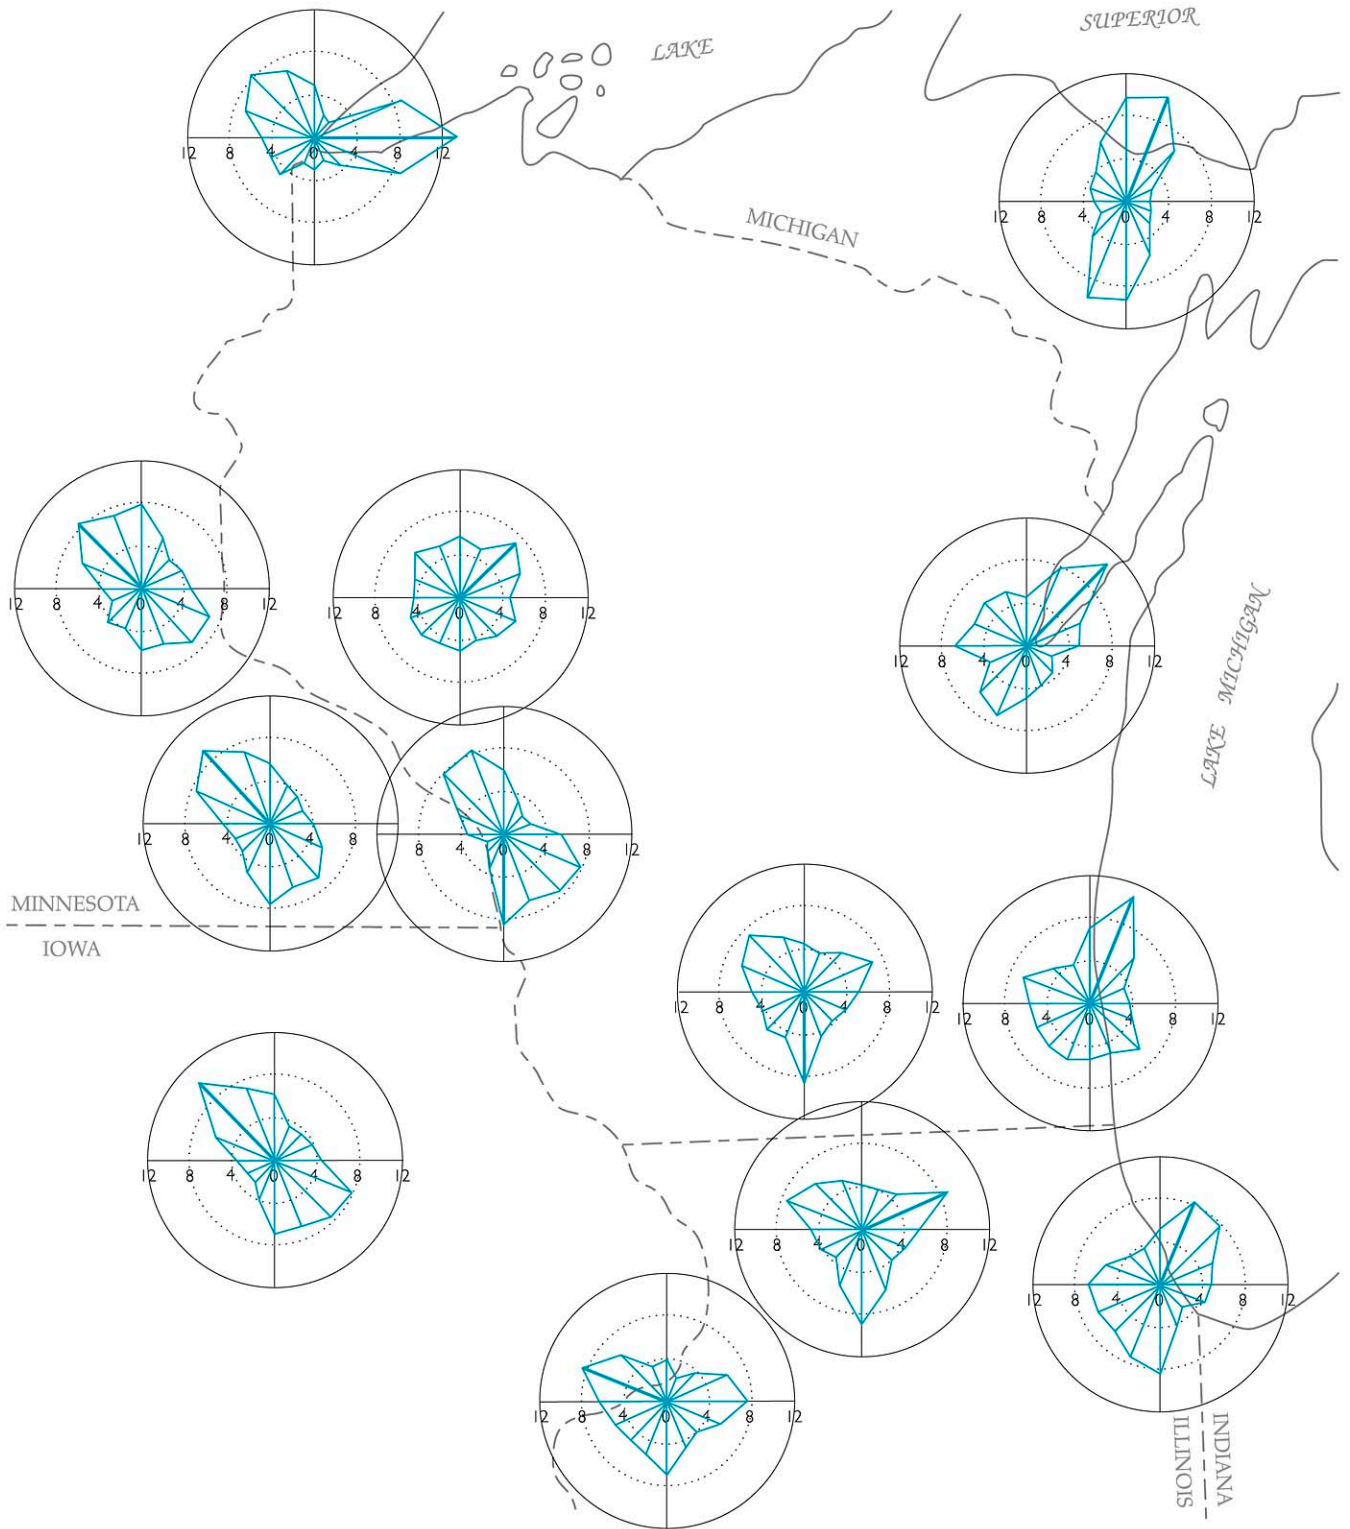 SUPERIOR
LAKE
12 8 4 0 4 8 12
MICHIGAN
12 8 4 0 4 8 12
12 8 4 0 4 8 12
12 8 4 0 4 8 12
12 8 4 0 4 8 12
LAKE MICHIGAN
12 8 4 0 4 8
8 4 0 4 8 12
MINNESOTA
IOWA
12 8 4 0 4 8 12
12 8 4 0 4 8 12
12 8 4 0 4 8 12
12 8 4 0 4 8 12
12 8 4 0 4 8 12
12 8 4 0 4 8 12
ILLINOIS
INDIANA